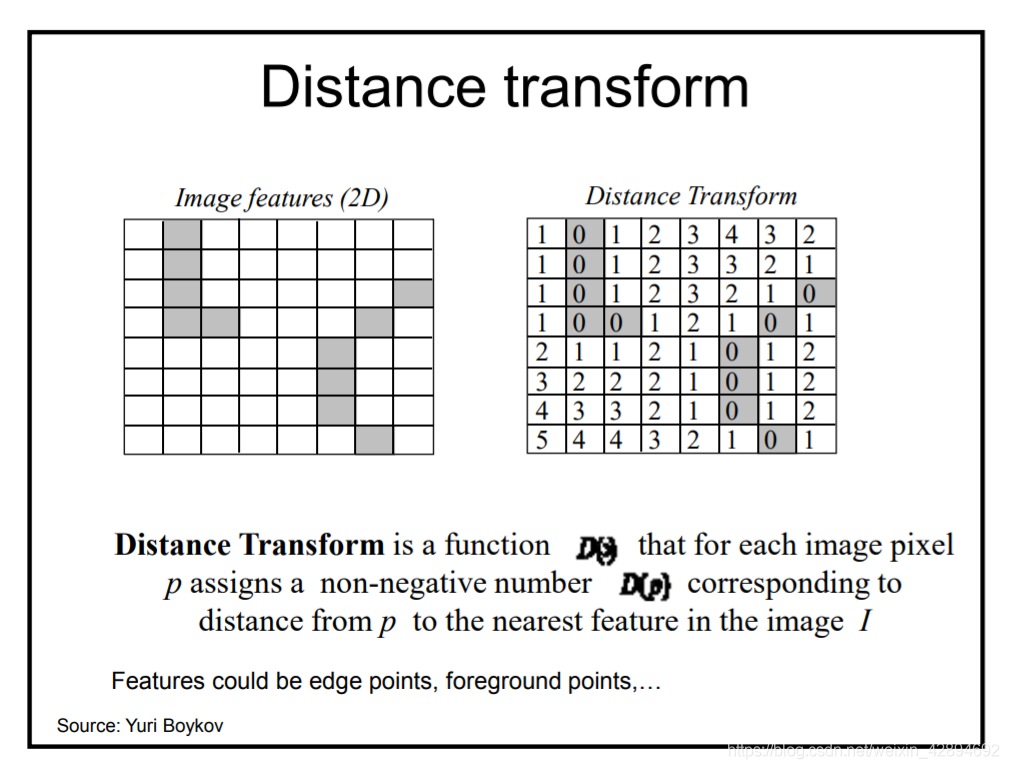 Distance transform
Image features (2D)
Distance Transform
1 0 1 2 3 4 3 2
1 0 1 2 3 3 2 1
1 0 1 2 3 2 1 0
1 0 0 1 2 1 0 1
2 1 1 2 1 0 1 2
3 2 2 2 1 0 1 2
4 3 3 2 1 0 1 2
5 4 4 3 2 1 0 1
Distance Transform is a function that for each image pixel
p assigns a non-negative number D(p) corresponding to
distance from p to the nearest feature in the image I
Features could be edge points, foreground points,…
Source: Yuri Boykov
https://blog.csdn.net/weixin_42894692